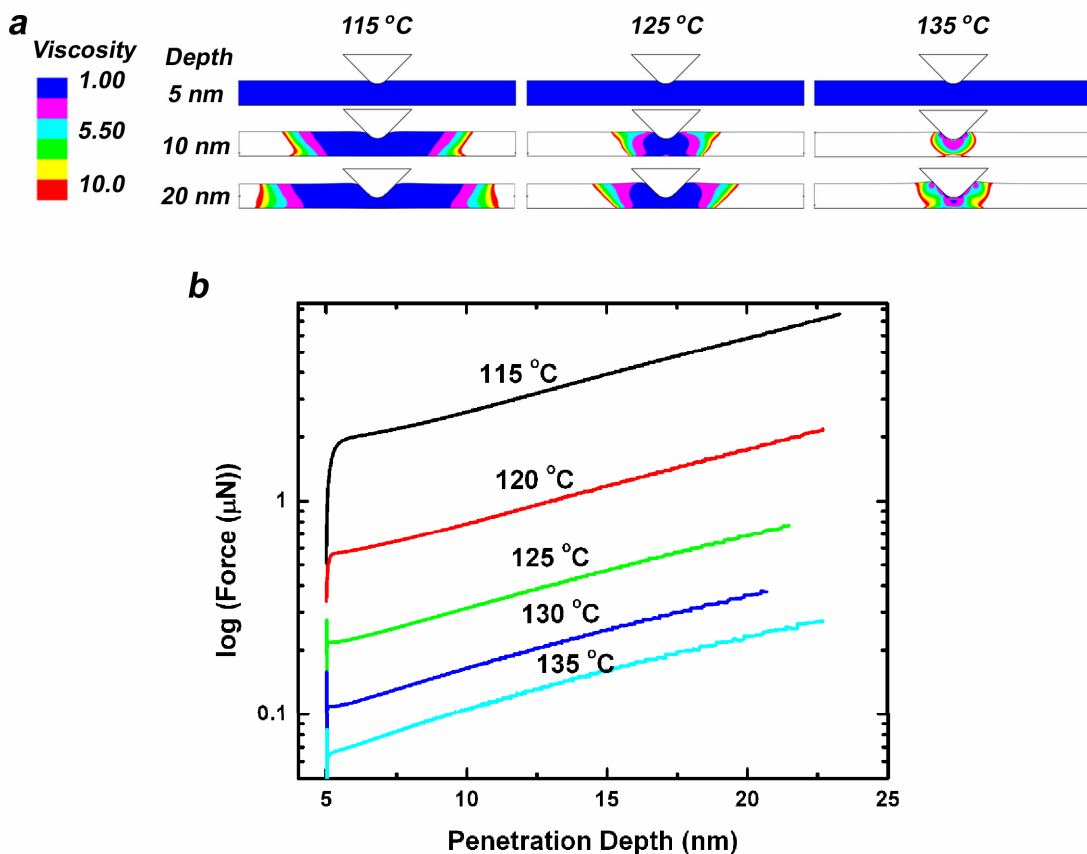 a
115 °C 125 °C 135 °C
Viscosity Depth
1.00
5 nm
5.50
10 nm
10.0
20 nm
b
115 °C
120 °C
125 °C
130 °C
135 °C
1
0.1
log (Force (μN))
5 10 15 20 25
Penetration Depth (nm)